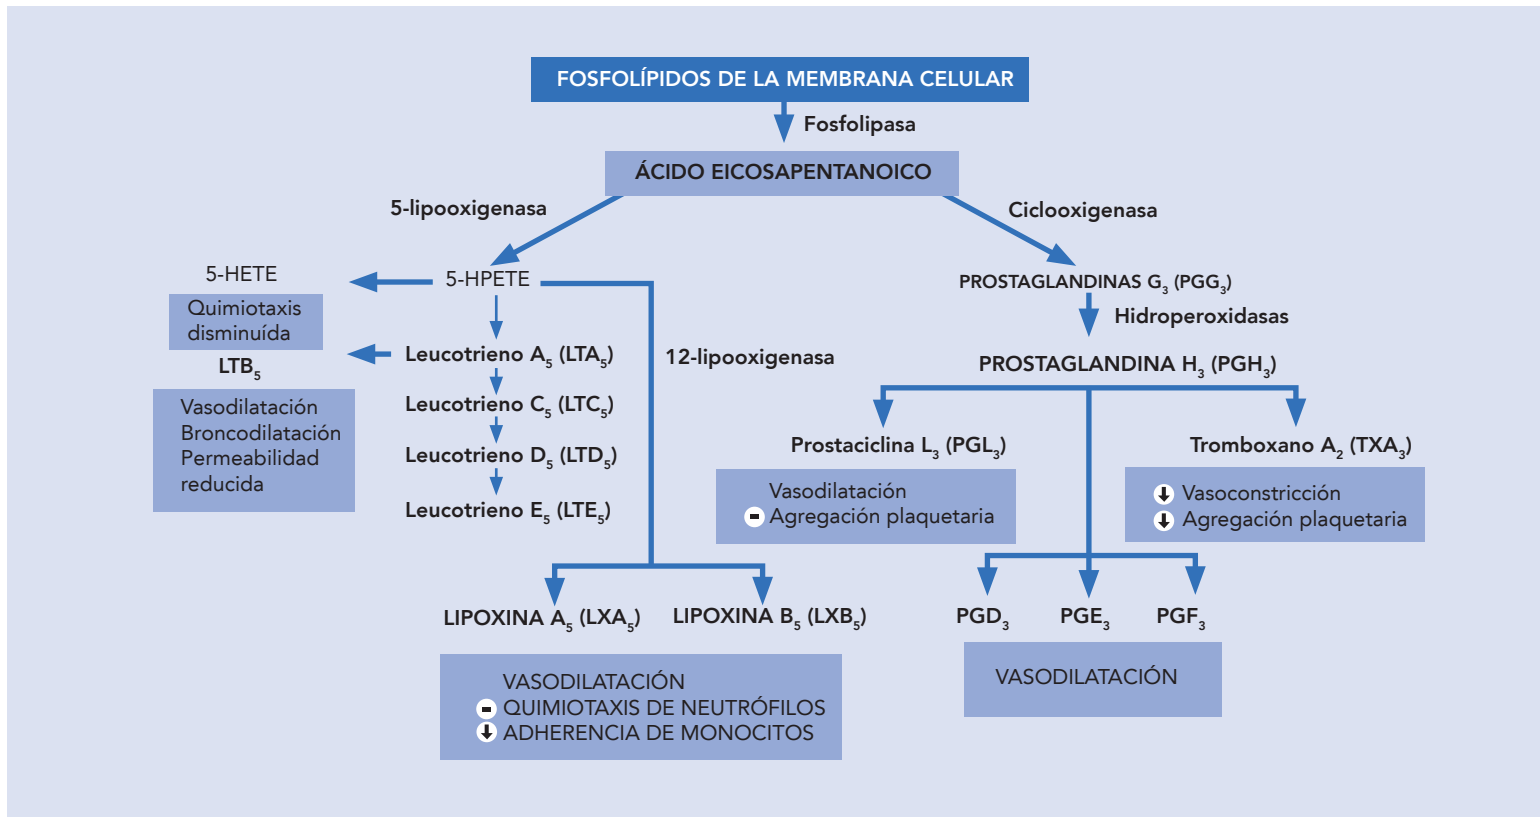 FOSFOLÍPIDOS DE LA MEMBRANA CELULAR
Fosfolipasa
ÁCIDO EICOSAPENTANOICO
5-lipooxigenasa
Ciclooxigenasa
5-HETE
5-HPETE
Quimiotaxis
disminuída
LTB₅
Vasodilatación
Broncodilatación
Permeabilidad
reducida
Leucotrieno A₅ (LTA₅)
Leucotrieno C₅ (LTC₅)
Leucotrieno D₅ (LTD₅)
Leucotrieno E₅ (LTE₅)
12-lipooxigenasa
LIPOXINA A₅ (LXA₅)
LIPOXINA B₅ (LXB₅)
VASODILATACIÓN
QUIMIOTAXIS DE NEUTRÓFILOS
ADHERENCIA DE MONOCITOS
PROSTAGLANDINAS G₃ (PGG₃)
Hidroperoxidasas
PROSTAGLANDINA H₃ (PGH₃)
Prostaciclina L₃ (PGL₃)
Vasodilatación
Agregación plaquetaria
Tromboxano A₂ (TXA₃)
Vasoconstricción
Agregación plaquetaria
PGD₃
PGE₃
PGF₃
VASODILATACIÓN